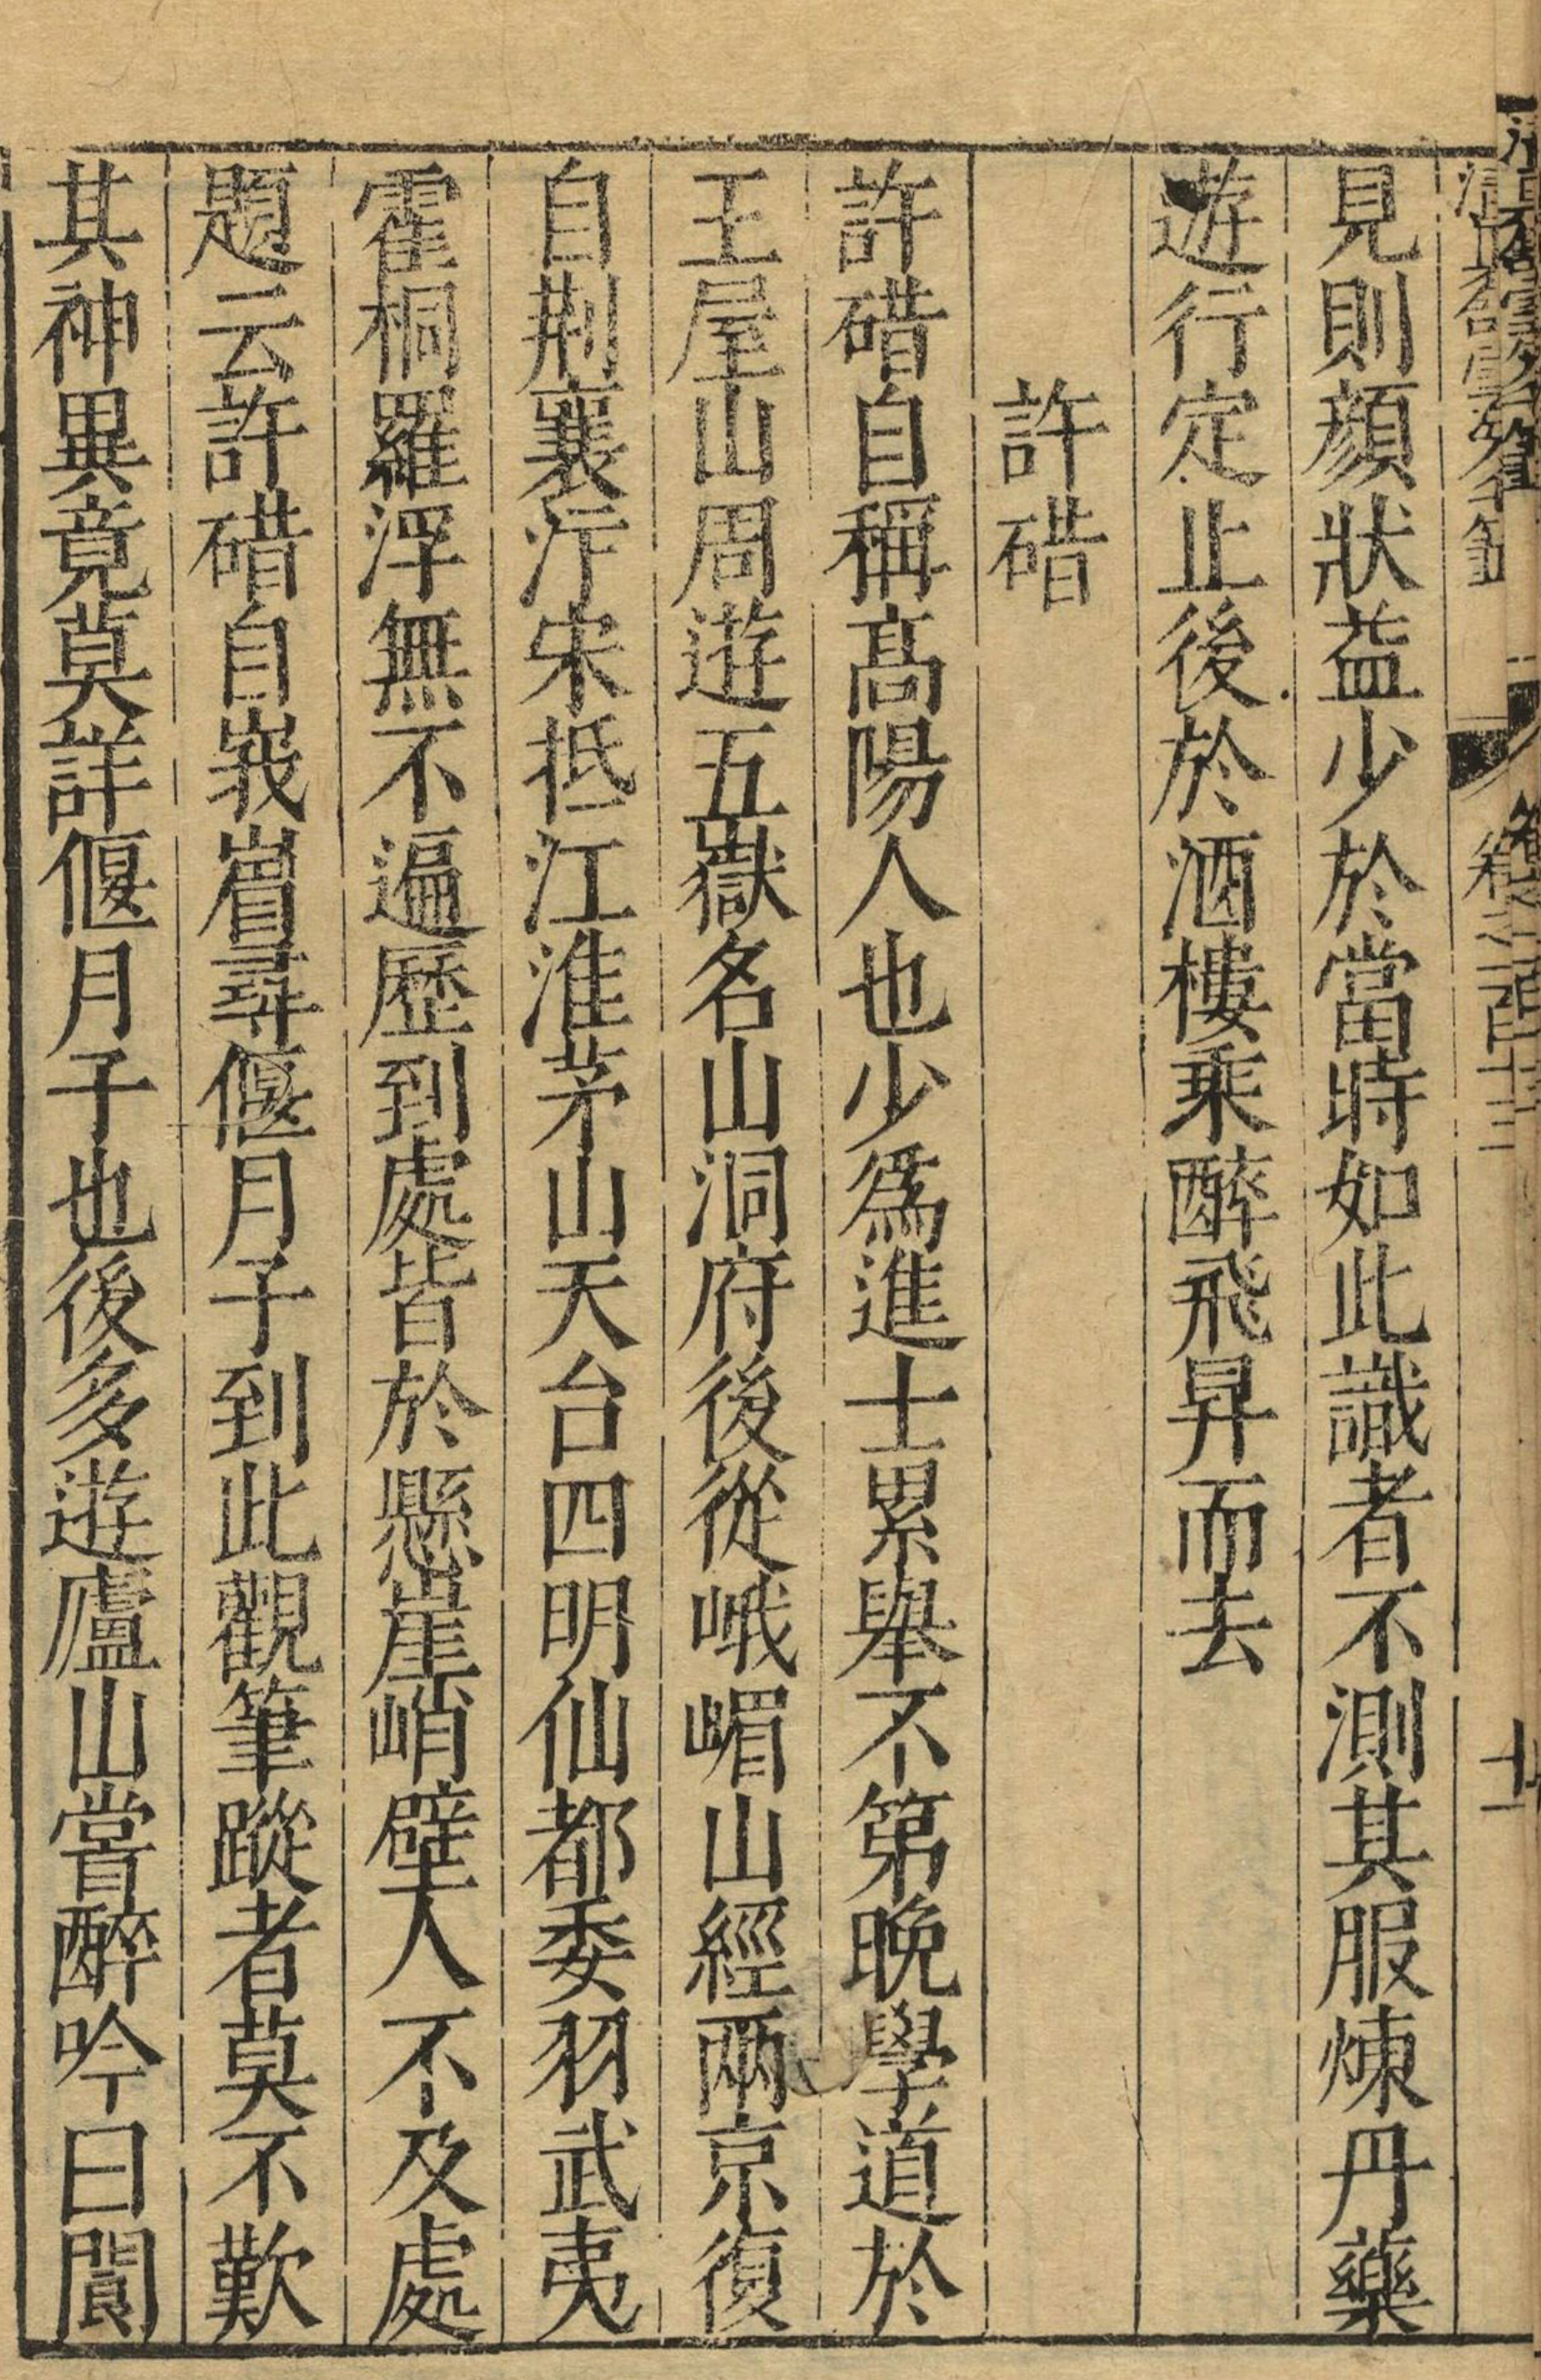 見則顔狀益少於當時如此識者不測其服煉丹藥
遊行定止後於酒樓乘醉飛昇而去
許碏
許碏自稱髙陽人也少爲進士累舉不第晚學道於
王屋山周遊五嶽名山洞府後從峨嵋山經兩京復
自荆襄汴宋抵江淮茅山天台四明仙都委羽武夷
霍桐羅浮無不遍歷到處皆於懸崖峭壁人不及處
題云許碏自峩嵋尋偃月子到此觀筆蹤者莫不歎
其神異竟莫詳偃月子也後多遊廬山嘗醉吟曰閬